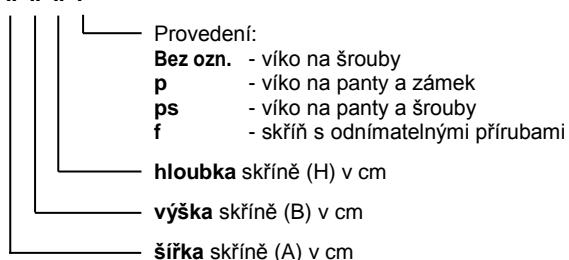 Provedení:
Bez ozn. - víko na šrouby
p - víko na panty a zámek
ps - víko na panty a šrouby
f - skříň s odnímatelnými přírubami
hloubka skříně (H) v cm
výška skříně (B) v cm
šířka skříně (A) v cm